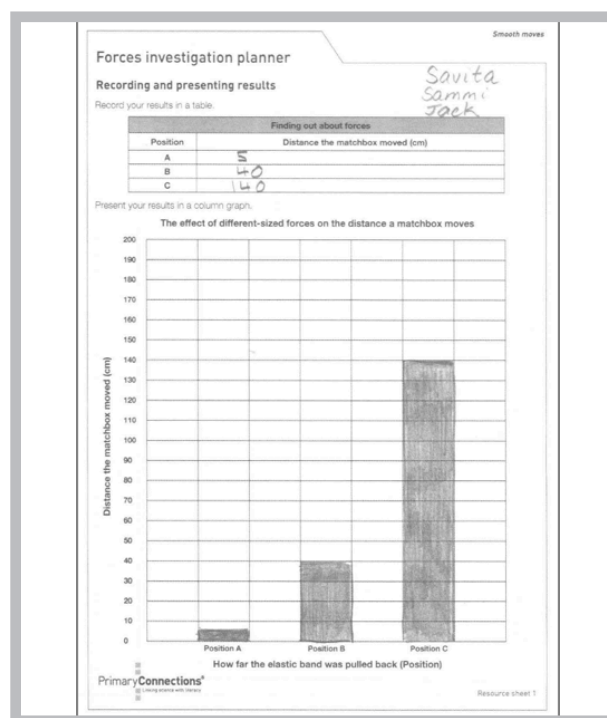 Smooth moves
Forces investigation planner
Recording and presenting results
Savita
Sammi
Jack
Record your results in a table.
Finding out about forces
Position Distance the matchbox moved (cm)
A 5
B 40
C 140
Present your results in a column graph.
The effect of different-sized forces on the distance a matchbox moves
Distance the matchbox moved (cm)
200
190
180
170
160
150
140
130
120
110
100
90
80
70
60
50
40
30
20
10
0
Position A Position B Position C
How far the elastic band was pulled back (Position)
PrimaryConnections®
Linking science with literacy
Resource sheet 1